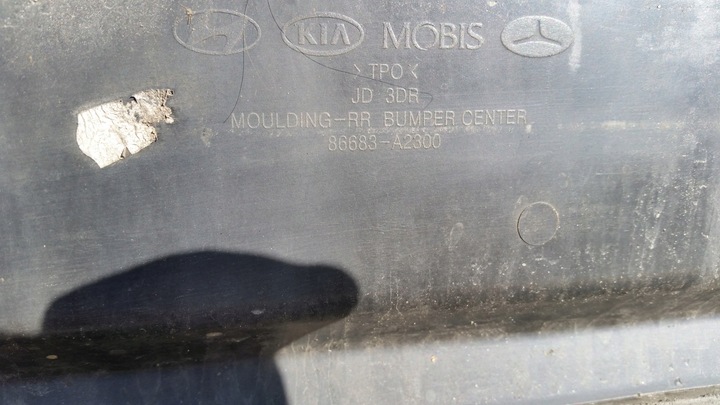 KIA MOBIS
>TPO<
JD 3DR
MOULDING-RR BUMPER CENTER
86683-A2300